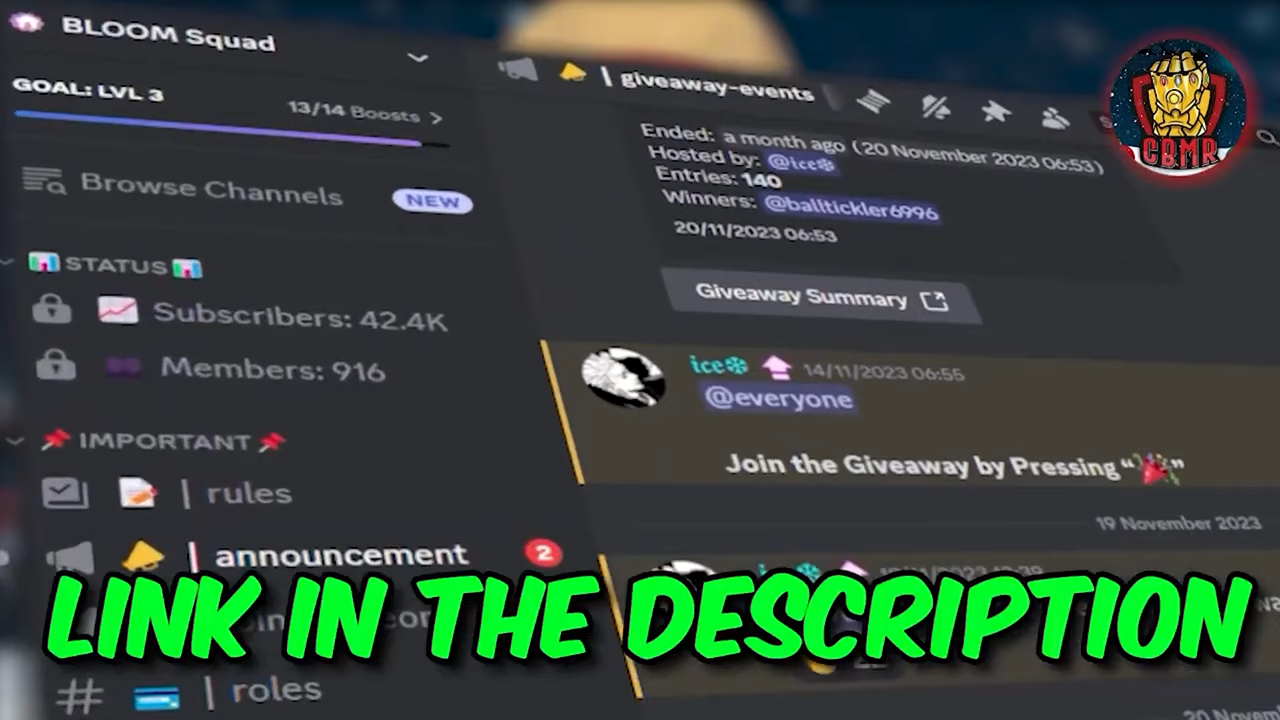 BLOOM Squad
GOAL: LVL 3
13/14 Boosts
Browse Channels
NEW
STATUS
Subscribers: 42.4K
Members: 916
IMPORTANT
| rules
| announcement
2
| roles
| giveaway-events
Ended: a month ago (20 November 2023 06:53)
Hosted by: @ice❄
Entries: 140
Winners: @balltickler6996
20/11/2023 06:53
Giveaway Summary
ice❄ 14/11/2023 06:55
@everyone
Join the Giveaway by Pressing “🎉”
19 November 2023
CBMR
LINK IN THE DESCRIPTION